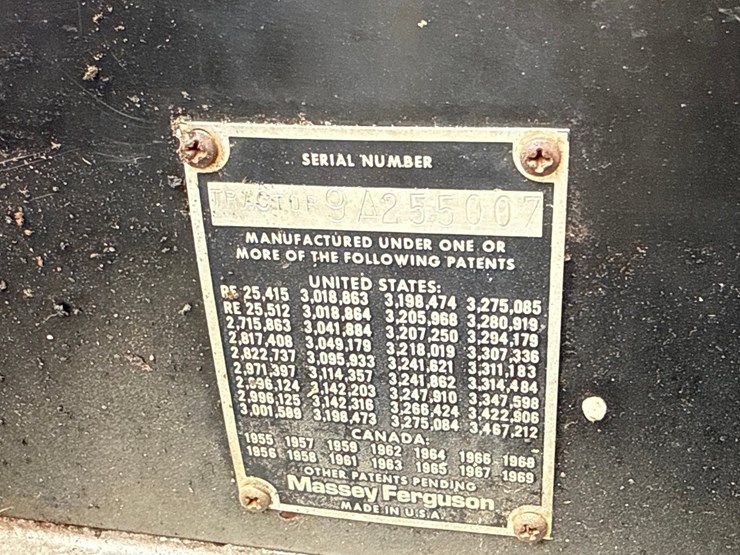 SERIAL NUMBER
TRACTOR 9A255007
MANUFACTURED UNDER ONE OR
MORE OF THE FOLLOWING PATENTS
UNITED STATES:
RE 25,415 3,018,863 3,198,474 3,275,085
RE 25,512 3,018,864 3,205,968 3,280,919
2,715,863 3,041,884 3,207,250 3,294,179
2,817,408 3,049,179 3,218,019 3,307,336
2,822,737 3,095,933 3,241,621 3,311,183
2,971,397 3,114,357 3,241,862 3,314,484
2,996,124 3,142,203 3,247,910 3,347,598
2,996,125 3,142,316 3,266,424 3,422,906
3,001,589 3,198,473 3,275,084 3,467,212
CANADA:
1955 1957 1959 1962 1964 1966 1968
1956 1958 1961 1963 1965 1967 1969
OTHER PATENTS PENDING
Massey Ferguson
MADE IN U.S.A.